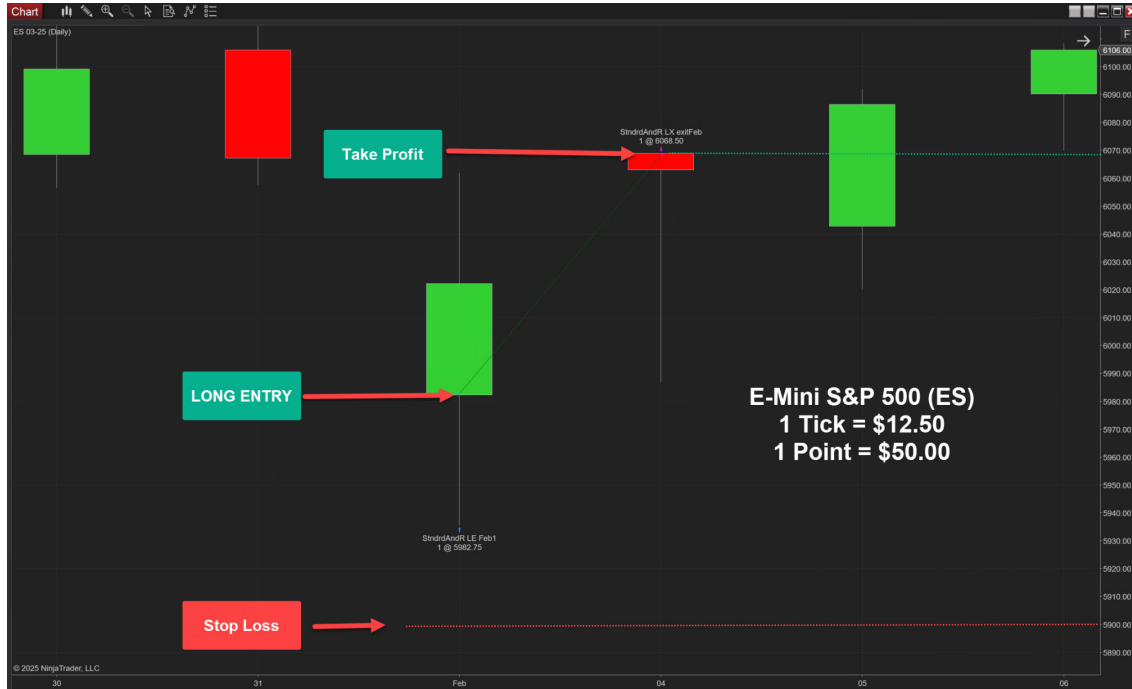 Chart
ES 03-25 (Daily)
F
6106.00
6100.00
6090.00
6080.00
6070.00
6060.00
6050.00
6040.00
6030.00
6020.00
6010.00
6000.00
5990.00
5980.00
5970.00
5960.00
5950.00
5940.00
5930.00
5920.00
5910.00
5900.00
5890.00
StndrdAndR LX exitFeb
1 @ 6068.50
Take Profit
LONG ENTRY
E-Mini S&P 500 (ES)
1 Tick = $12.50
1 Point = $50.00
StndrdAndR LE Feb1
1 @ 5982.75
Stop Loss
© 2025 NinjaTrader, LLC
30
31
Feb
04
05
06